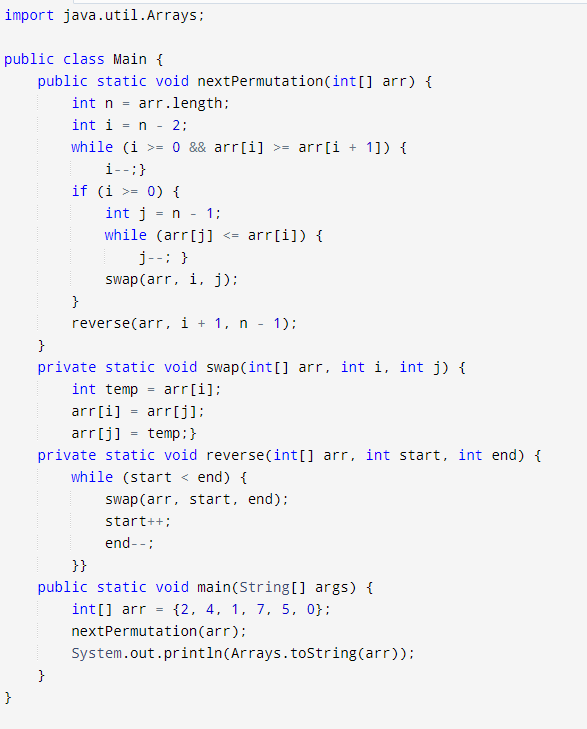 import java.util.Arrays;
public class Main {
    public static void nextPermutation(int[] arr) {
        int n = arr.length;
        int i = n - 2;
        while (i >= 0 && arr[i] >= arr[i + 1]) {
            i--;}
        if (i >= 0) {
            int j = n - 1;
            while (arr[j] <= arr[i]) {
                j--; }
            swap(arr, i, j);
        }
        reverse(arr, i + 1, n - 1);
    }
    private static void swap(int[] arr, int i, int j) {
        int temp = arr[i];
        arr[i] = arr[j];
        arr[j] = temp;}
    private static void reverse(int[] arr, int start, int end) {
        while (start < end) {
            swap(arr, start, end);
            start++;
            end--;
        }}
    public static void main(String[] args) {
        int[] arr = {2, 4, 1, 7, 5, 0};
        nextPermutation(arr);
        System.out.println(Arrays.toString(arr));
    }
}